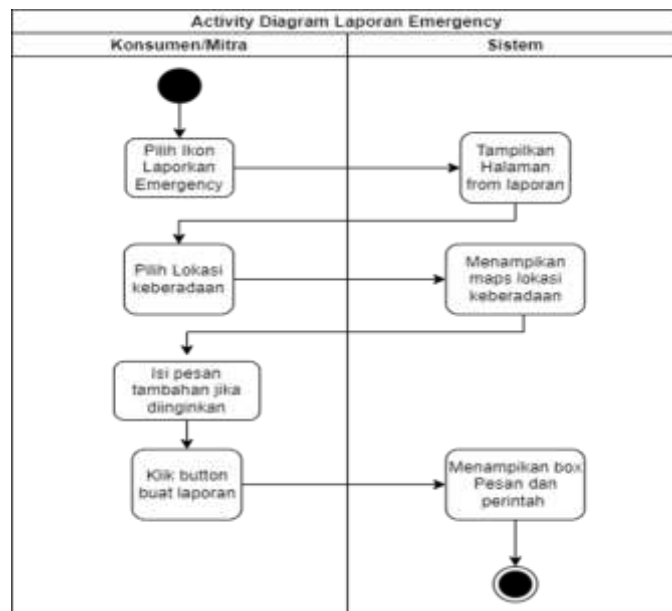 Activity Diagram Laporan Emergency
Konsumen/Mitra
Sistem
Pilih Ikon
Laporkan
Emergency
Tampilkan
Halaman
from laporan
Pilih Lokasi
keberadaan
Menampikan
maps lokasi
keberadaan
Isi pesan
tambahan jika
diinginkan
Klik button
buat laporan
Menampikan box
Pesan dan
perintah